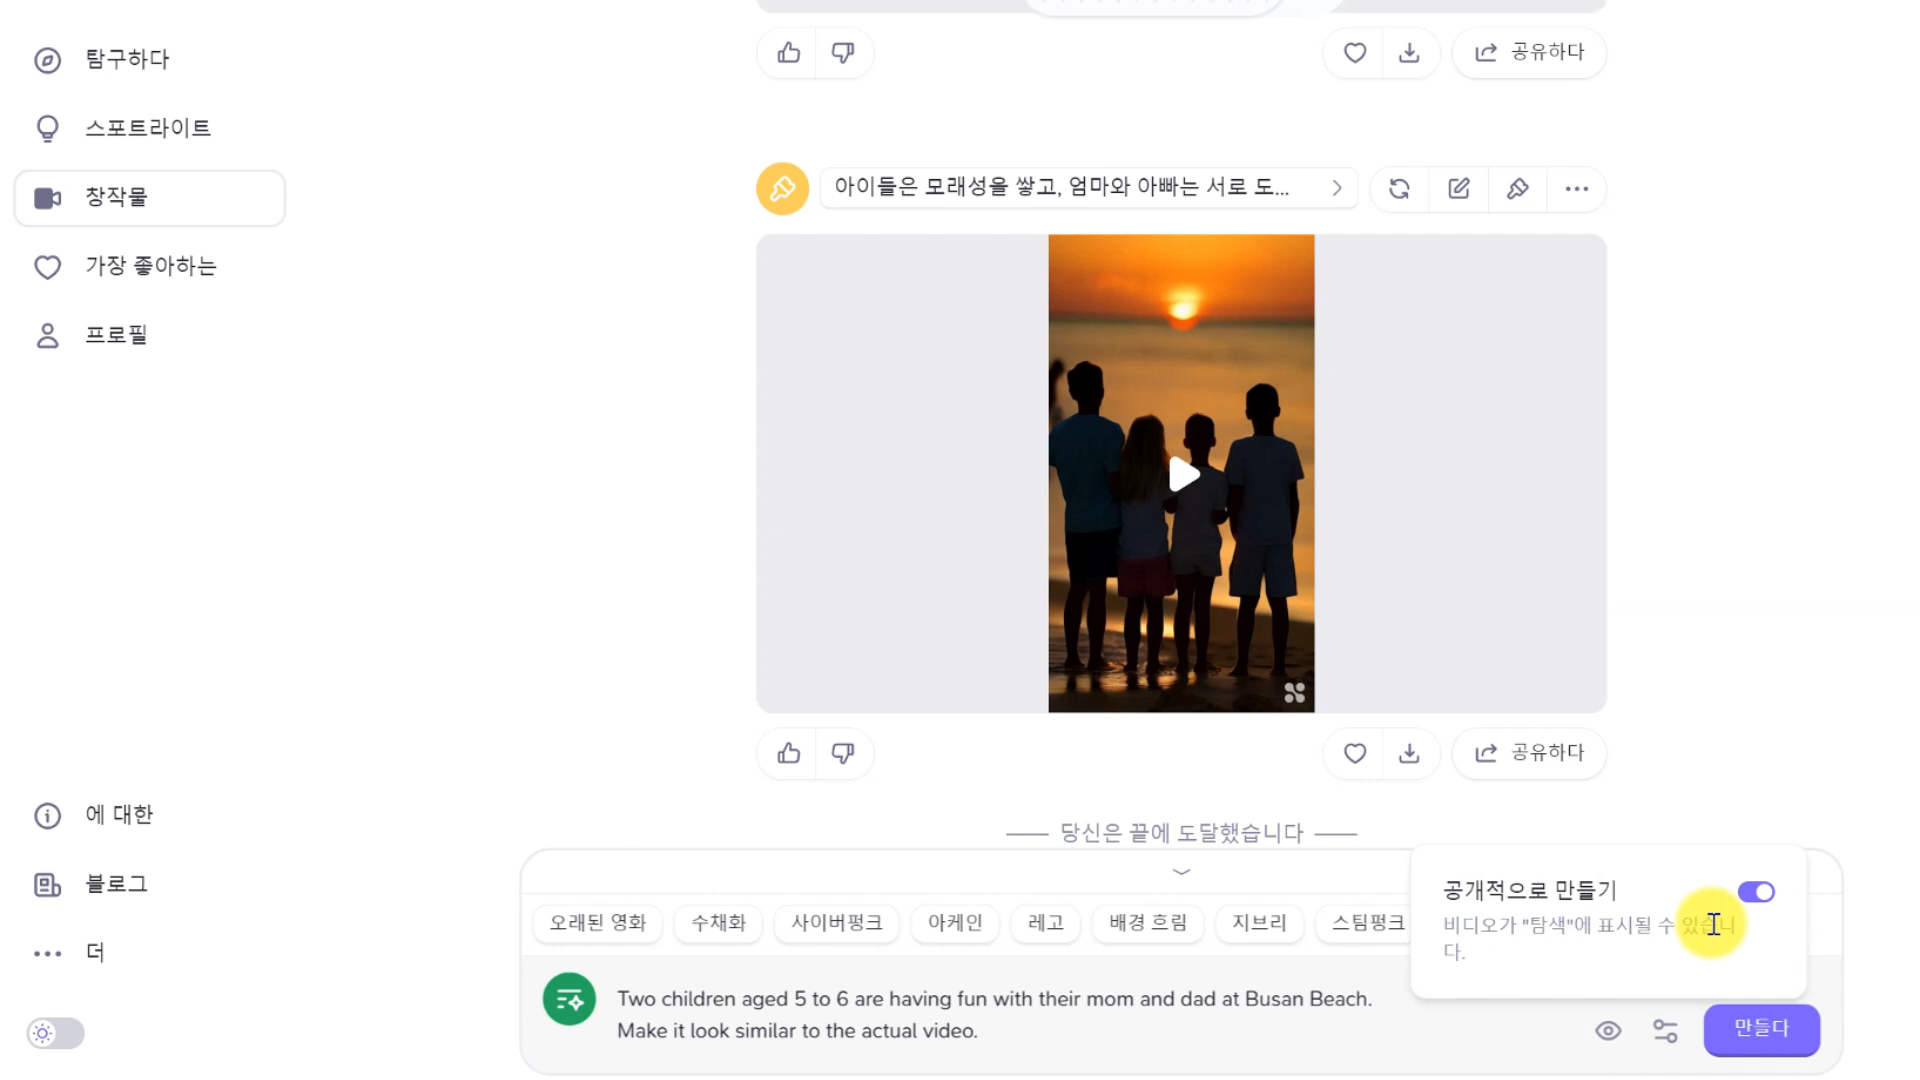 탐구하다
스포트라이트
창작물
가장 좋아하는
프로필
에 대한
블로그
더
공유하다
아이들은 모래성을 쌓고, 엄마와 아빠는 서로 도...
공유하다
당신은 끝에 도달했습니다
오래된 영화
수채화
사이버펑크
아케인
레고
배경 흐림
지브리
스팀펑크
공개적으로 만들기
비디오가 "탐색"에 표시될 수 있습니
다.
Two children aged 5 to 6 are having fun with their mom and dad at Busan Beach.
Make it look similar to the actual video.
만들다